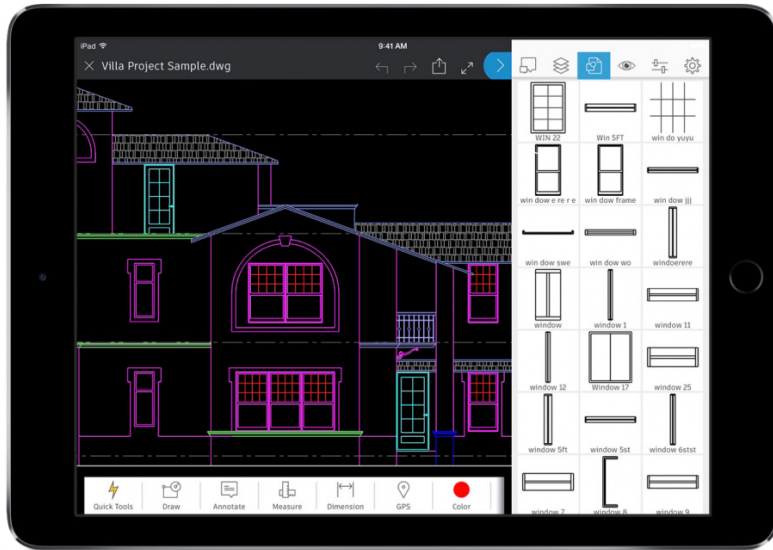 iPad
9:41 AM
Villa Project Sample.dwg
WIN 22
Win 5FT
win do yuyu
win dow e re r e
win dow frame
win dow JJJ
win dow swe
win dow wo
windoerere
window
window 1
window 11
window 12
Window 17
window 25
window 5ft
window 5st
window 6stst
window 7
window 8
window 9
Quick Tools
Draw
Annotate
Measure
Dimension
GPS
Color